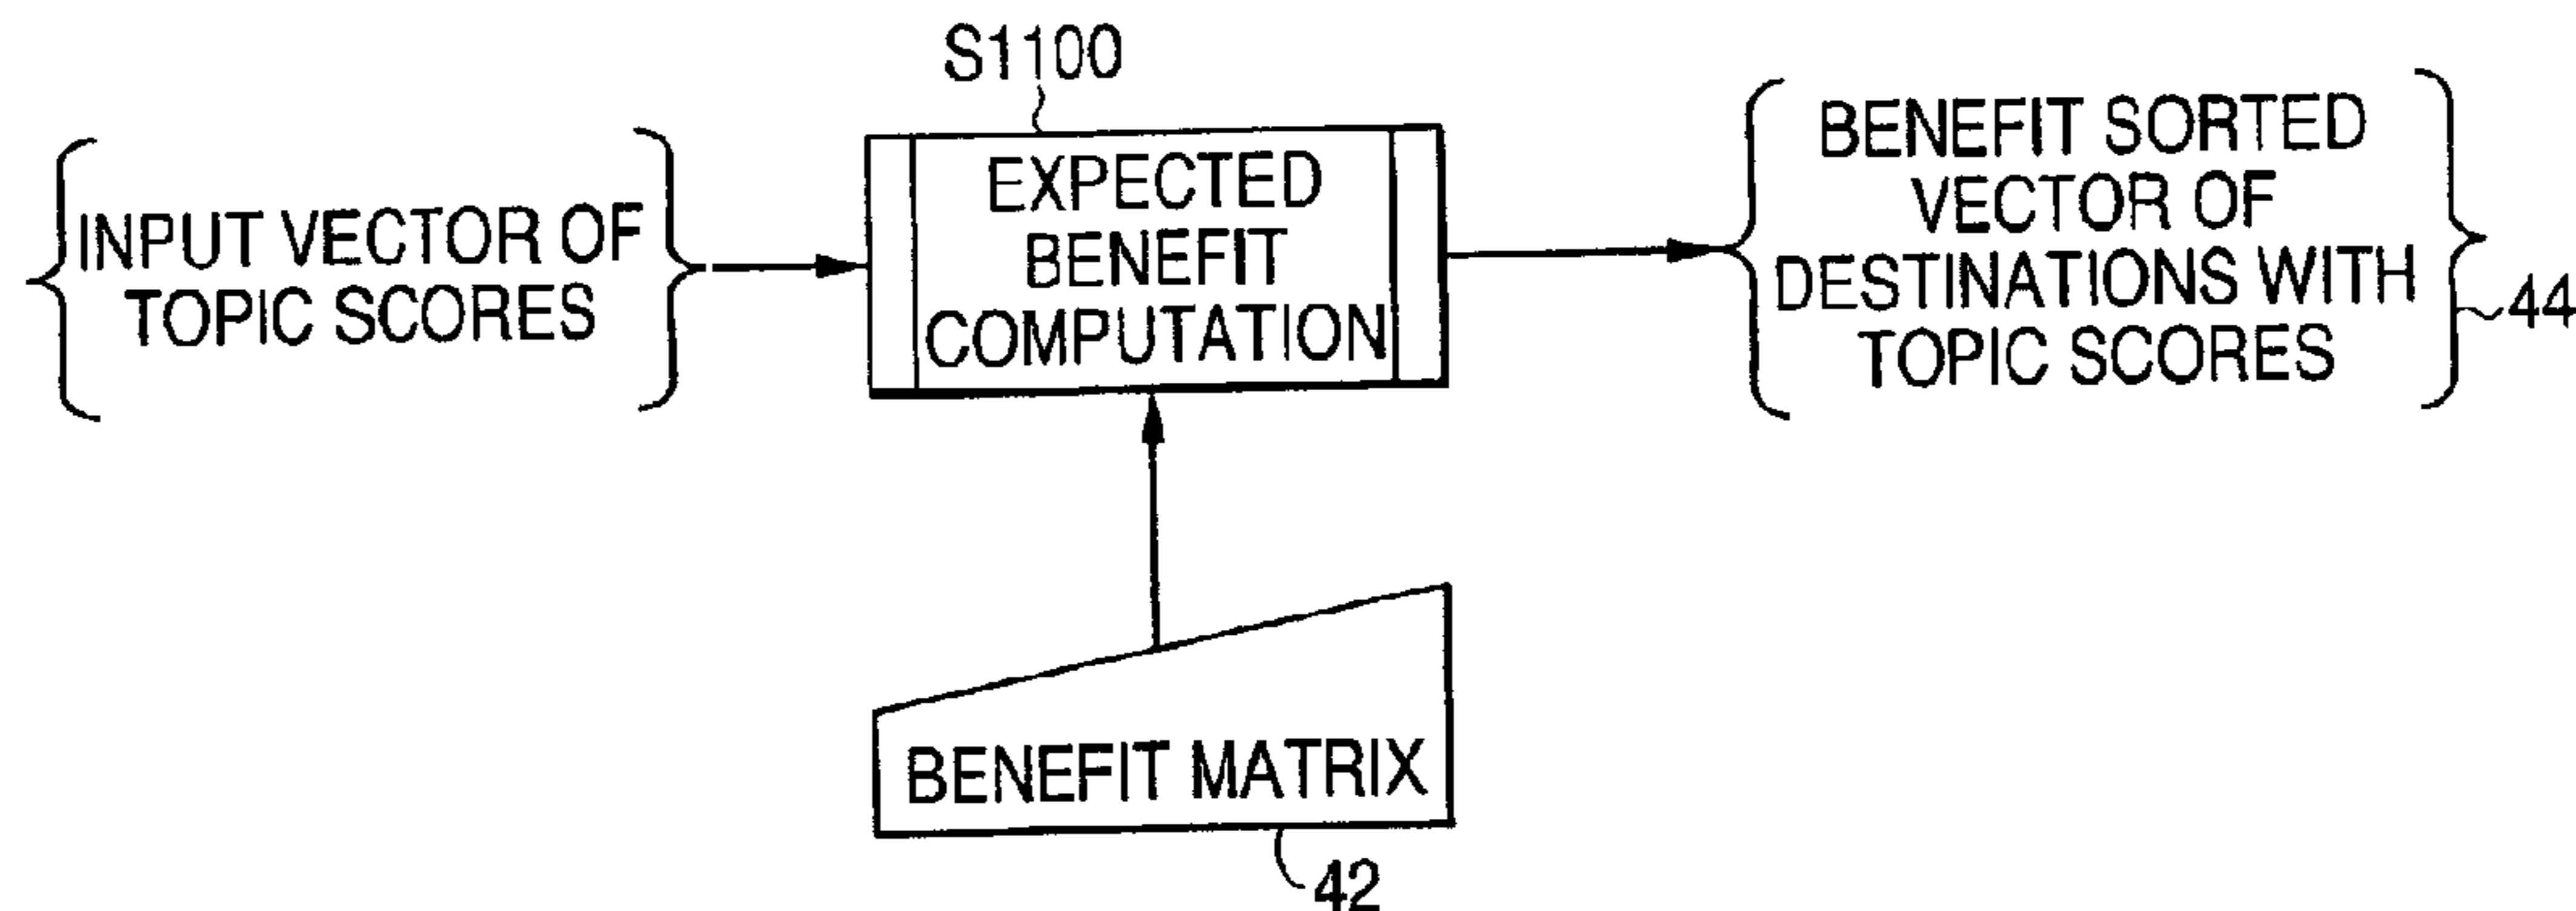 S1100
INPUT VECTOR OF
TOPIC SCORES
EXPECTED
BENEFIT
COMPUTATION
BENEFIT SORTED
VECTOR OF
DESTINATIONS WITH
TOPIC SCORES
44
BENEFIT MATRIX
42